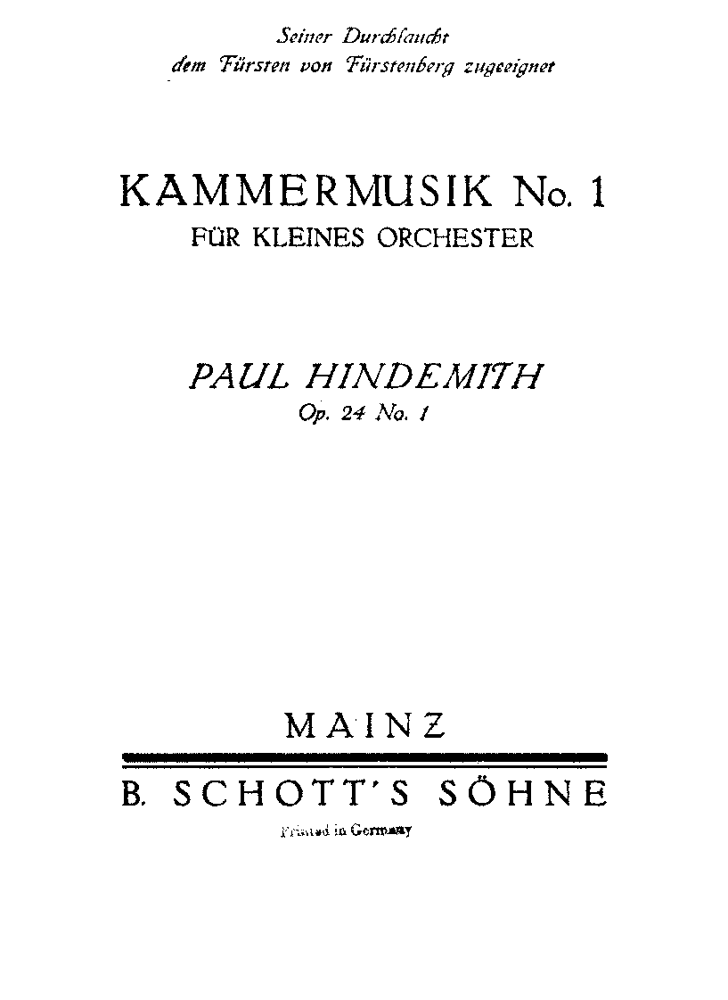 Seiner Durchlaucht
dem Fürsten von Fürstenberg zugeeignet
KAMMERMUSIK No. 1
FÜR KLEINES ORCHESTER
PAUL HINDEMITH
Op. 24 No. 1
MAINZ
B. SCHOTT'S SÖHNE
Printed in Germany